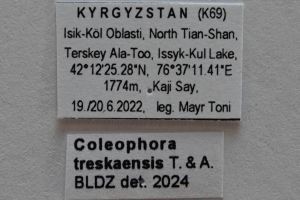 KYRGYZSTAN (K69)
Isik-Köl Oblasti, North Tian-Shan,
Terskey Ala-Too, Issyk-Kul Lake,
42°12'25.28"N, 76°37'11.41"E
1774m, Kaji Say,
19./20.6.2022, leg. Mayr Toni
Coleophora
treskaensis T. & A.
BLDZ det. 2024